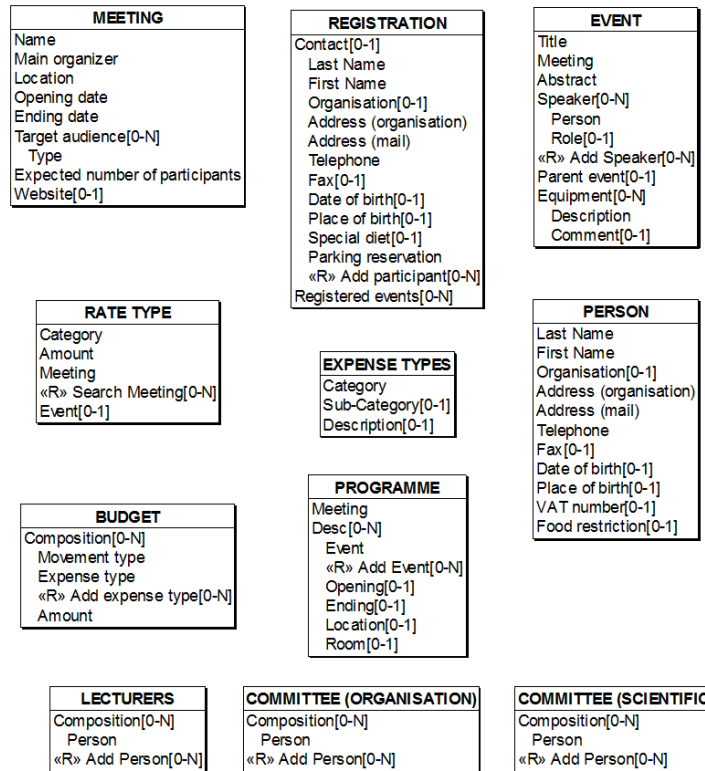 MEETING
Name
Main organizer
Location
Opening date
Ending date
Target audience[0-N]
Type
Expected number of participants
Website[0-1]
REGISTRATION
Contact[0-1]
Last Name
First Name
Organisation[0-1]
Address (organisation)
Address (mail)
Telephone
Fax[0-1]
Date of birth[0-1]
Place of birth[0-1]
Special diet[0-1]
Parking reservation
«R» Add participant[0-N]
Registered events[0-N]
EVENT
Title
Meeting
Abstract
Speaker[0-N]
Person
Role[0-1]
«R» Add Speaker[0-N]
Parent event[0-1]
Equipment[0-N]
Description
Comment[0-1]
RATE TYPE
Category
Amount
Meeting
«R» Search Meeting[0-N]
Event[0-1]
EXPENSE TYPES
Category
Sub-Category[0-1]
Description[0-1]
PERSON
Last Name
First Name
Organisation[0-1]
Address (organisation)
Address (mail)
Telephone
Fax[0-1]
Date of birth[0-1]
Place of birth[0-1]
VAT number[0-1]
Food restriction[0-1]
BUDGET
Composition[0-N]
Movement type
Expense type
«R» Add expense type[0-N]
Amount
PROGRAMME
Meeting
Desc[0-N]
Event
«R» Add Event[0-N]
Opening[0-1]
Ending[0-1]
Location[0-1]
Room[0-1]
LECTURERS
Composition[0-N]
Person
«R» Add Person[0-N]
COMMITTEE (ORGANISATION)
Composition[0-N]
Person
«R» Add Person[0-N]
COMMITTEE (SCIENTIFIC
Composition[0-N]
Person
«R» Add Person[0-N]